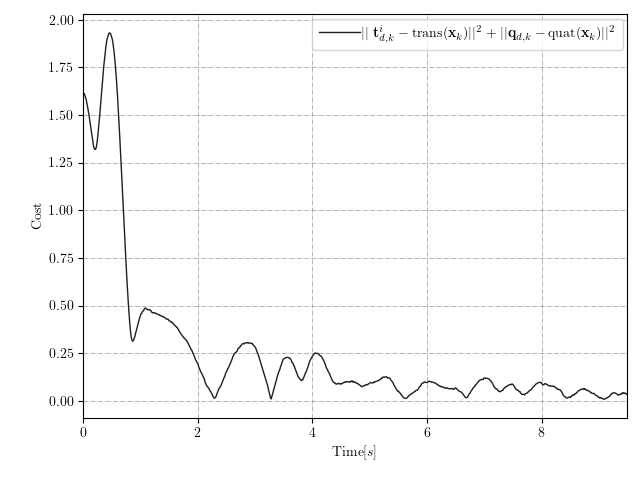 || t^i_{d,k} − trans(x_k)||² + ||q_{d,k} − quat(x_k)||²
2.00
1.75
1.50
1.25
1.00
0.75
0.50
0.25
0.00
Cost
0 2 4 6 8
Time[s]